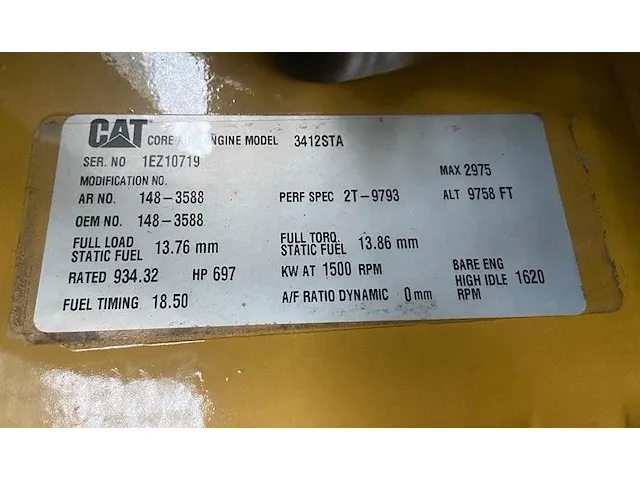 CAT CORE ENGINE MODEL 3412STA
SER. NO 1EZ10719 MAX 2975
MODIFICATION NO.
AR NO. 148-3588 PERF SPEC 2T-9793 ALT 9758 FT
OEM NO. 148-3588
FULL LOAD STATIC FUEL 13.76 mm FULL TORQ STATIC FUEL 13.86 mm
RATED 934.32 HP 697 KW AT 1500 RPM BARE ENG HIGH IDLE 1620 RPM
FUEL TIMING 18.50 A/F RATIO DYNAMIC 0 mm